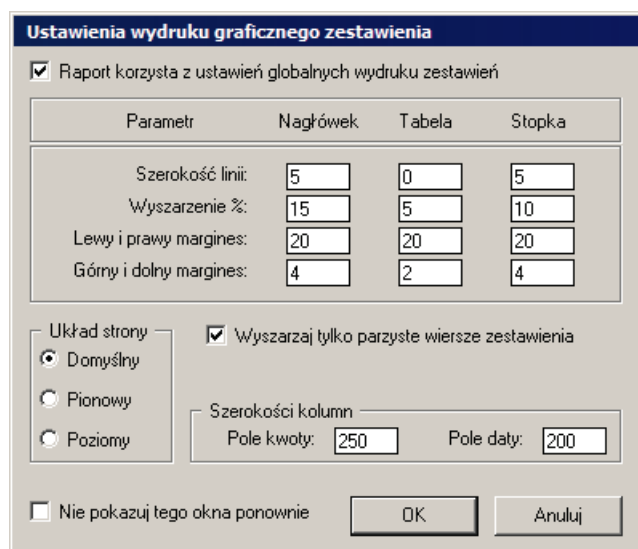 Ustawienia wydruku graficznego zestawienia
Raport korzysta z ustawień globalnych wydruku zestawień
Parametr Nagłówek Tabela Stopka
Szerokość linii: 5 0 5
Wyszarzenie %: 15 5 10
Lewy i prawy margines: 20 20 20
Górny i dolny margines: 4 2 4
Układ strony
Domyślny
Pionowy
Poziomy
Wyszarzaj tylko parzyste wiersze zestawienia
Szerokości kolumn
Pole kwoty: 250 Pole daty: 200
Nie pokazuj tego okna ponownie
OK Anuluj